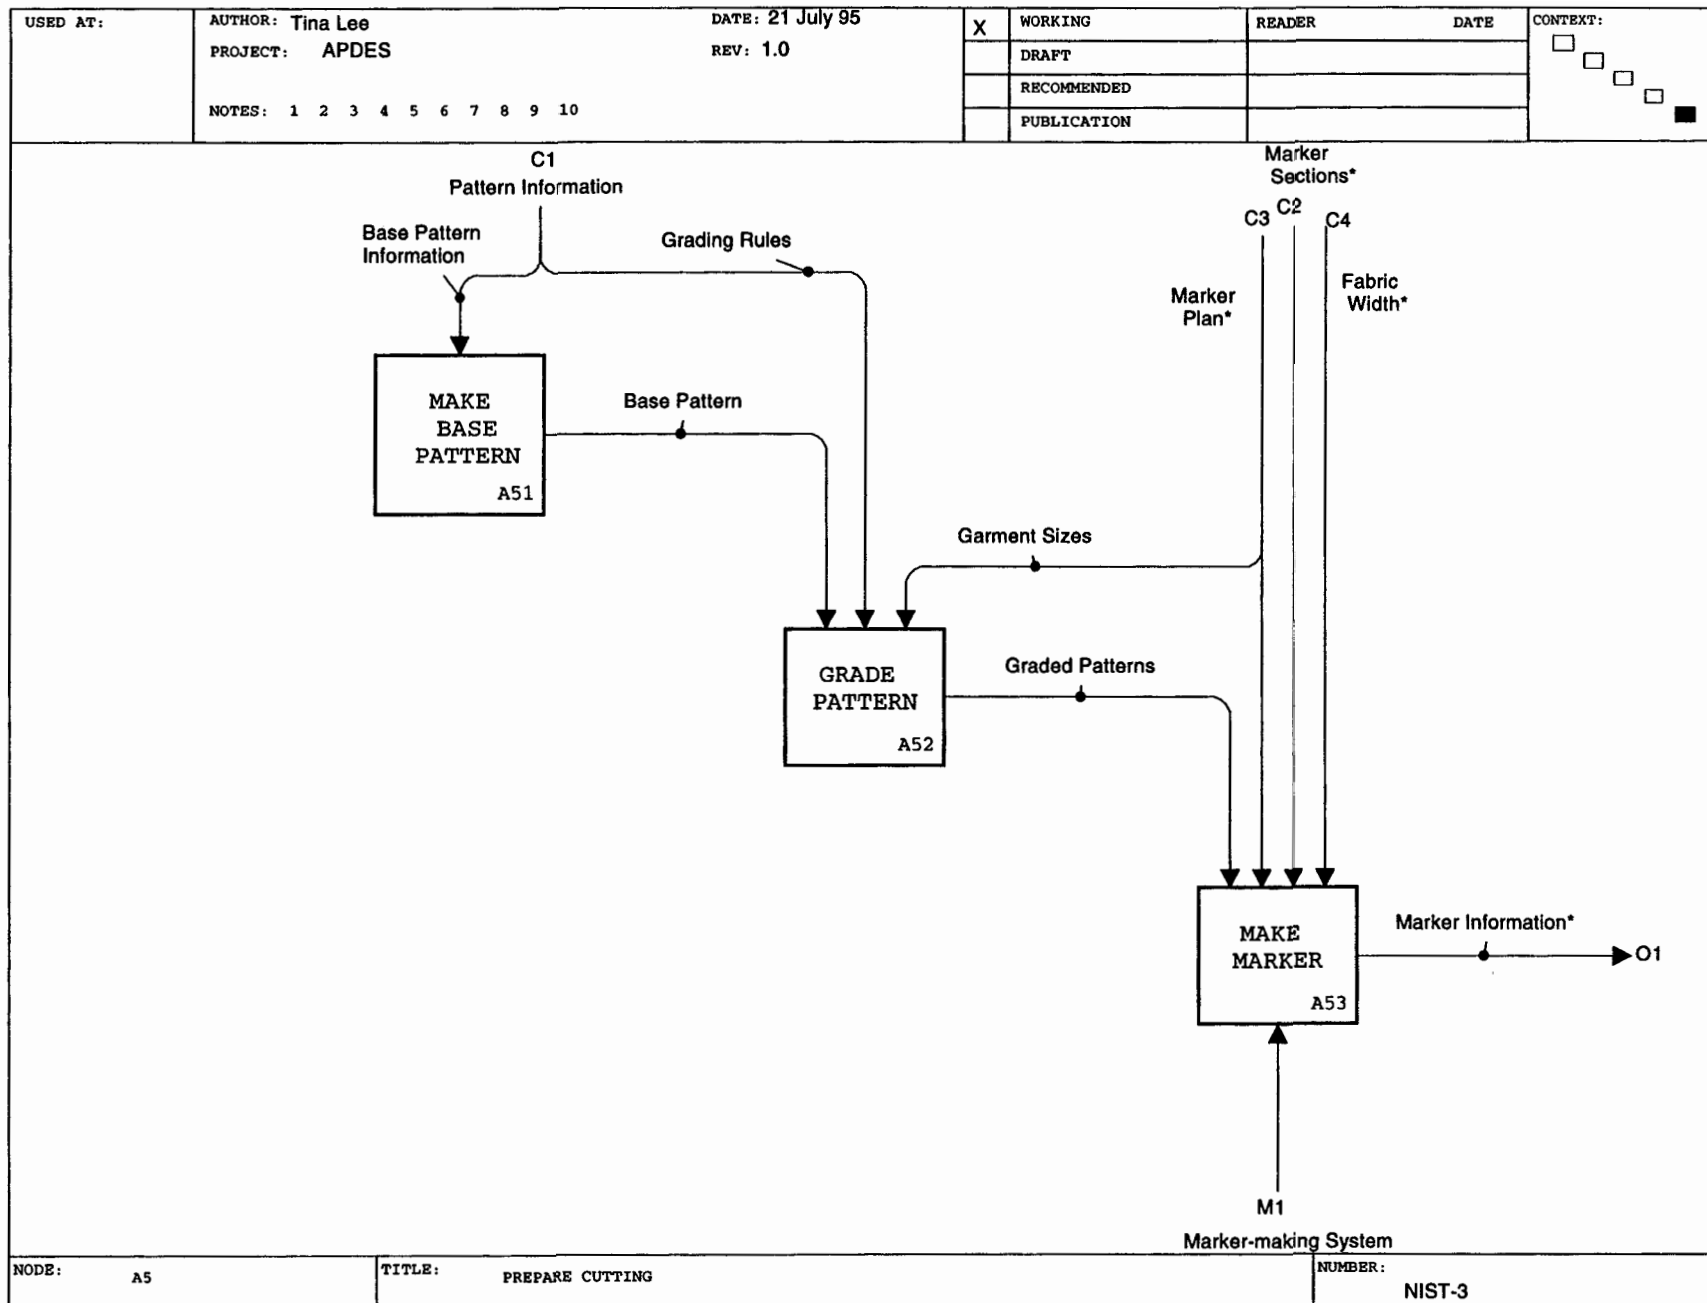 USED AT:
AUTHOR: Tina Lee
DATE: 21 July 95
PROJECT: APDES
REV: 1.0
NOTES: 1 2 3 4 5 6 7 8 9 10
X
WORKING
DRAFT
RECOMMENDED
PUBLICATION
READER DATE
CONTEXT:
C1
Pattern Information
Base Pattern
Information
Grading Rules
Marker
Sections*
C3 C2 C4
Marker
Plan*
Fabric
Width*
MAKE
BASE
PATTERN
A51
Base Pattern
Garment Sizes
GRADE
PATTERN
A52
Graded Patterns
MAKE
MARKER
A53
Marker Information*
O1
M1
Marker-making System
NODE: A5
TITLE: PREPARE CUTTING
NUMBER:
NIST-3